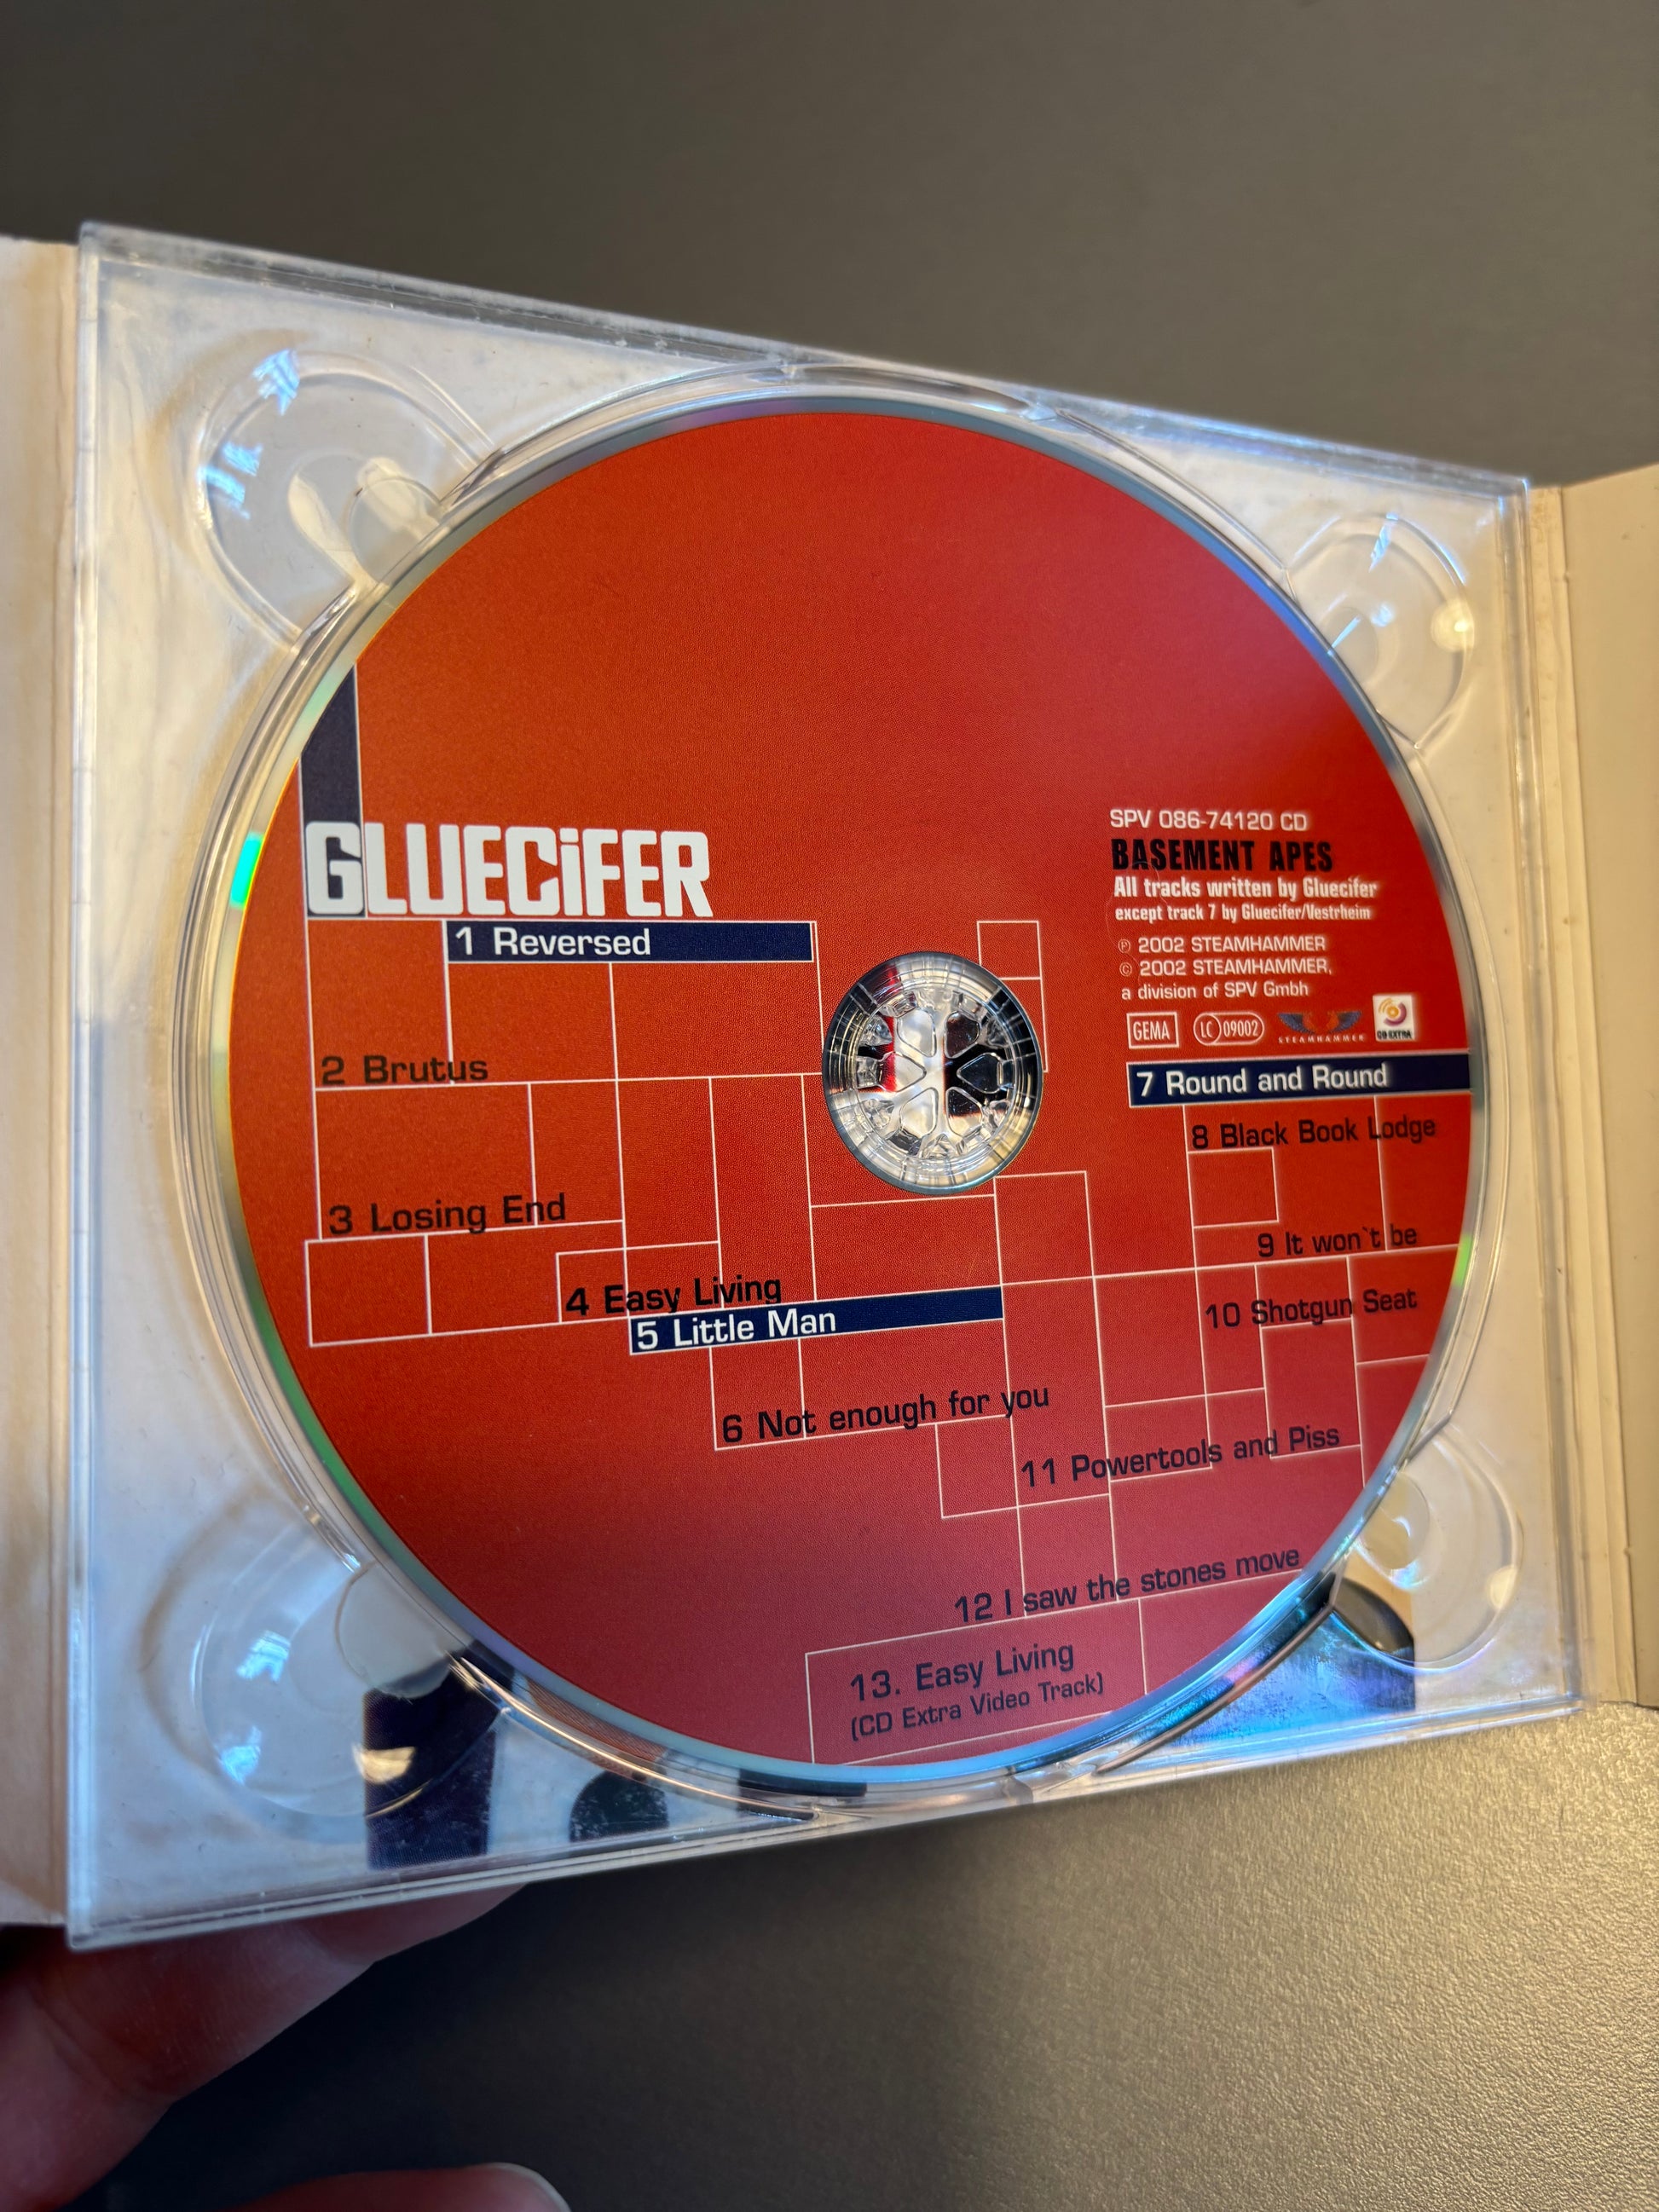 GLUECiFER
1 Reversed
2 Brutus
3 Losing End
4 Easy Living
5 Little Man
6 Not enough for you
SPV 086-74120 CD
BASEMENT APES
All tracks written by Gluecifer
except track 7 by Gluecifer/Vestrheim
℗ 2002 STEAMHAMMER
© 2002 STEAMHAMMER,
a division of SPV Gmbh
GEMA LC 09002 STEAMHAMMER CD EXTRA
7 Round and Round
8 Black Book Lodge
9 It won`t be
10 Shotgun Seat
11 Powertools and Piss
12 I saw the stones move
13. Easy Living
(CD Extra Video Track)